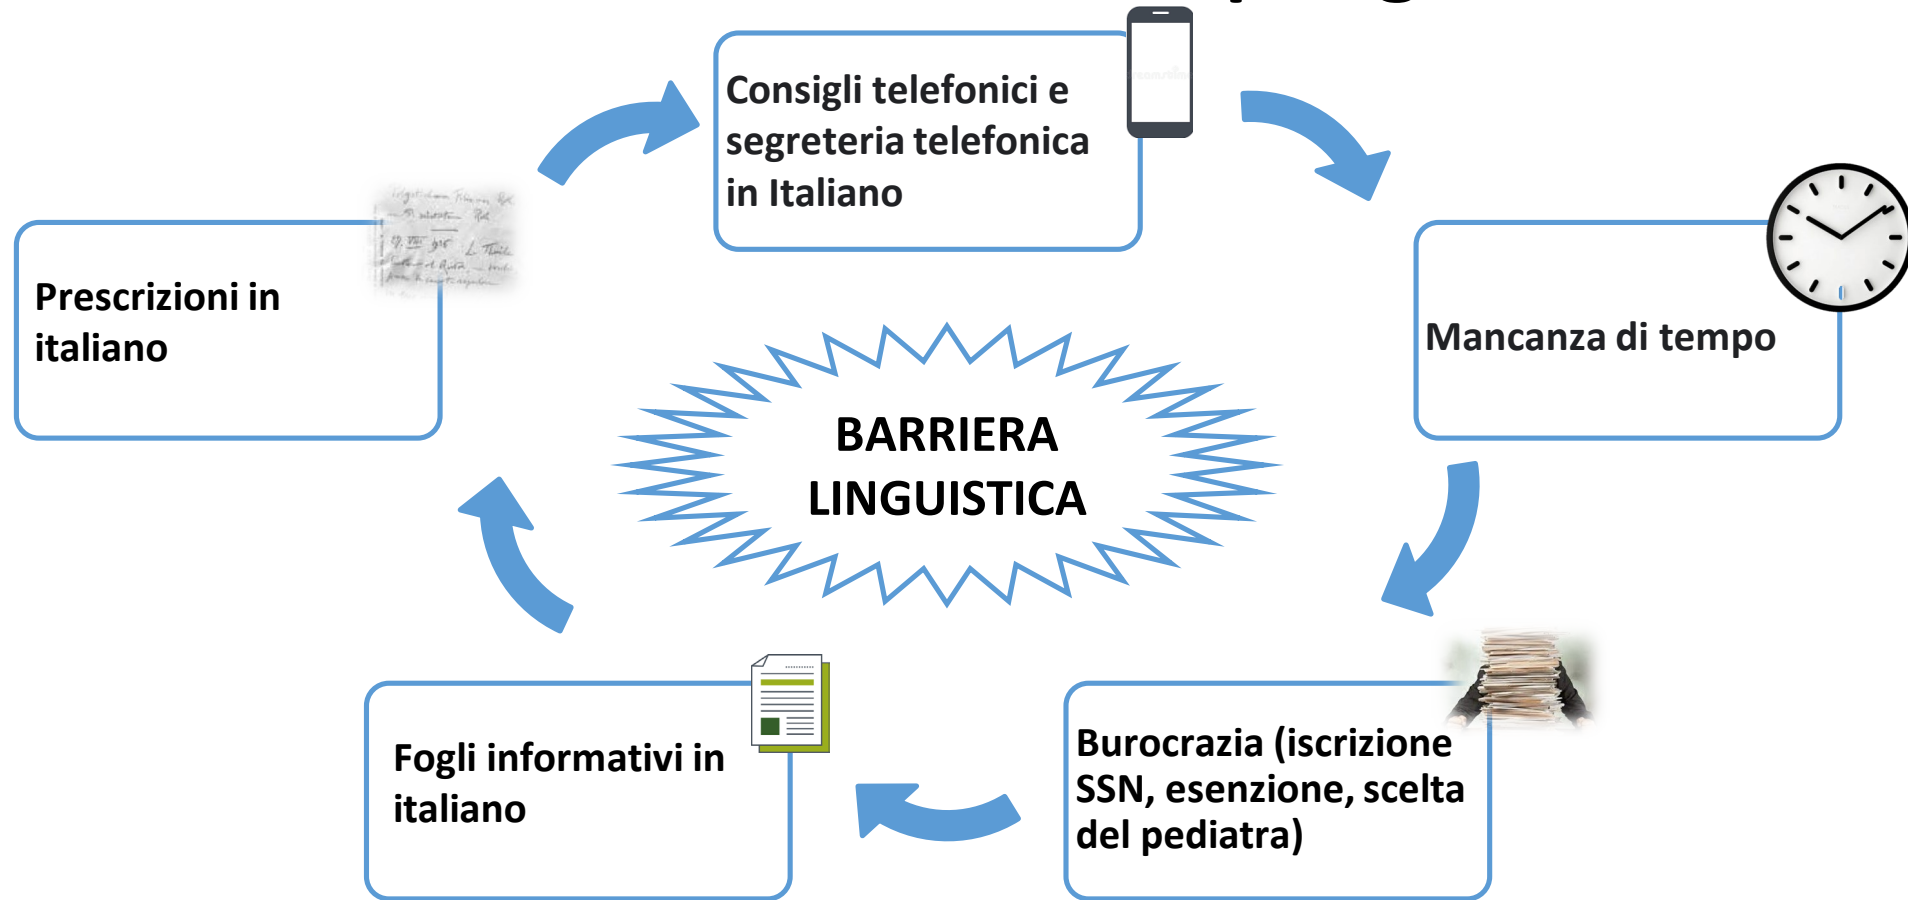 Consigli telefonici e
segreteria telefonica
in Italiano
Mancanza di tempo
Prescrizioni in
italiano
BARRIERA
LINGUISTICA
Burocrazia (iscrizione
SSN, esenzione, scelta
del pediatra)
Fogli informativi in
italiano